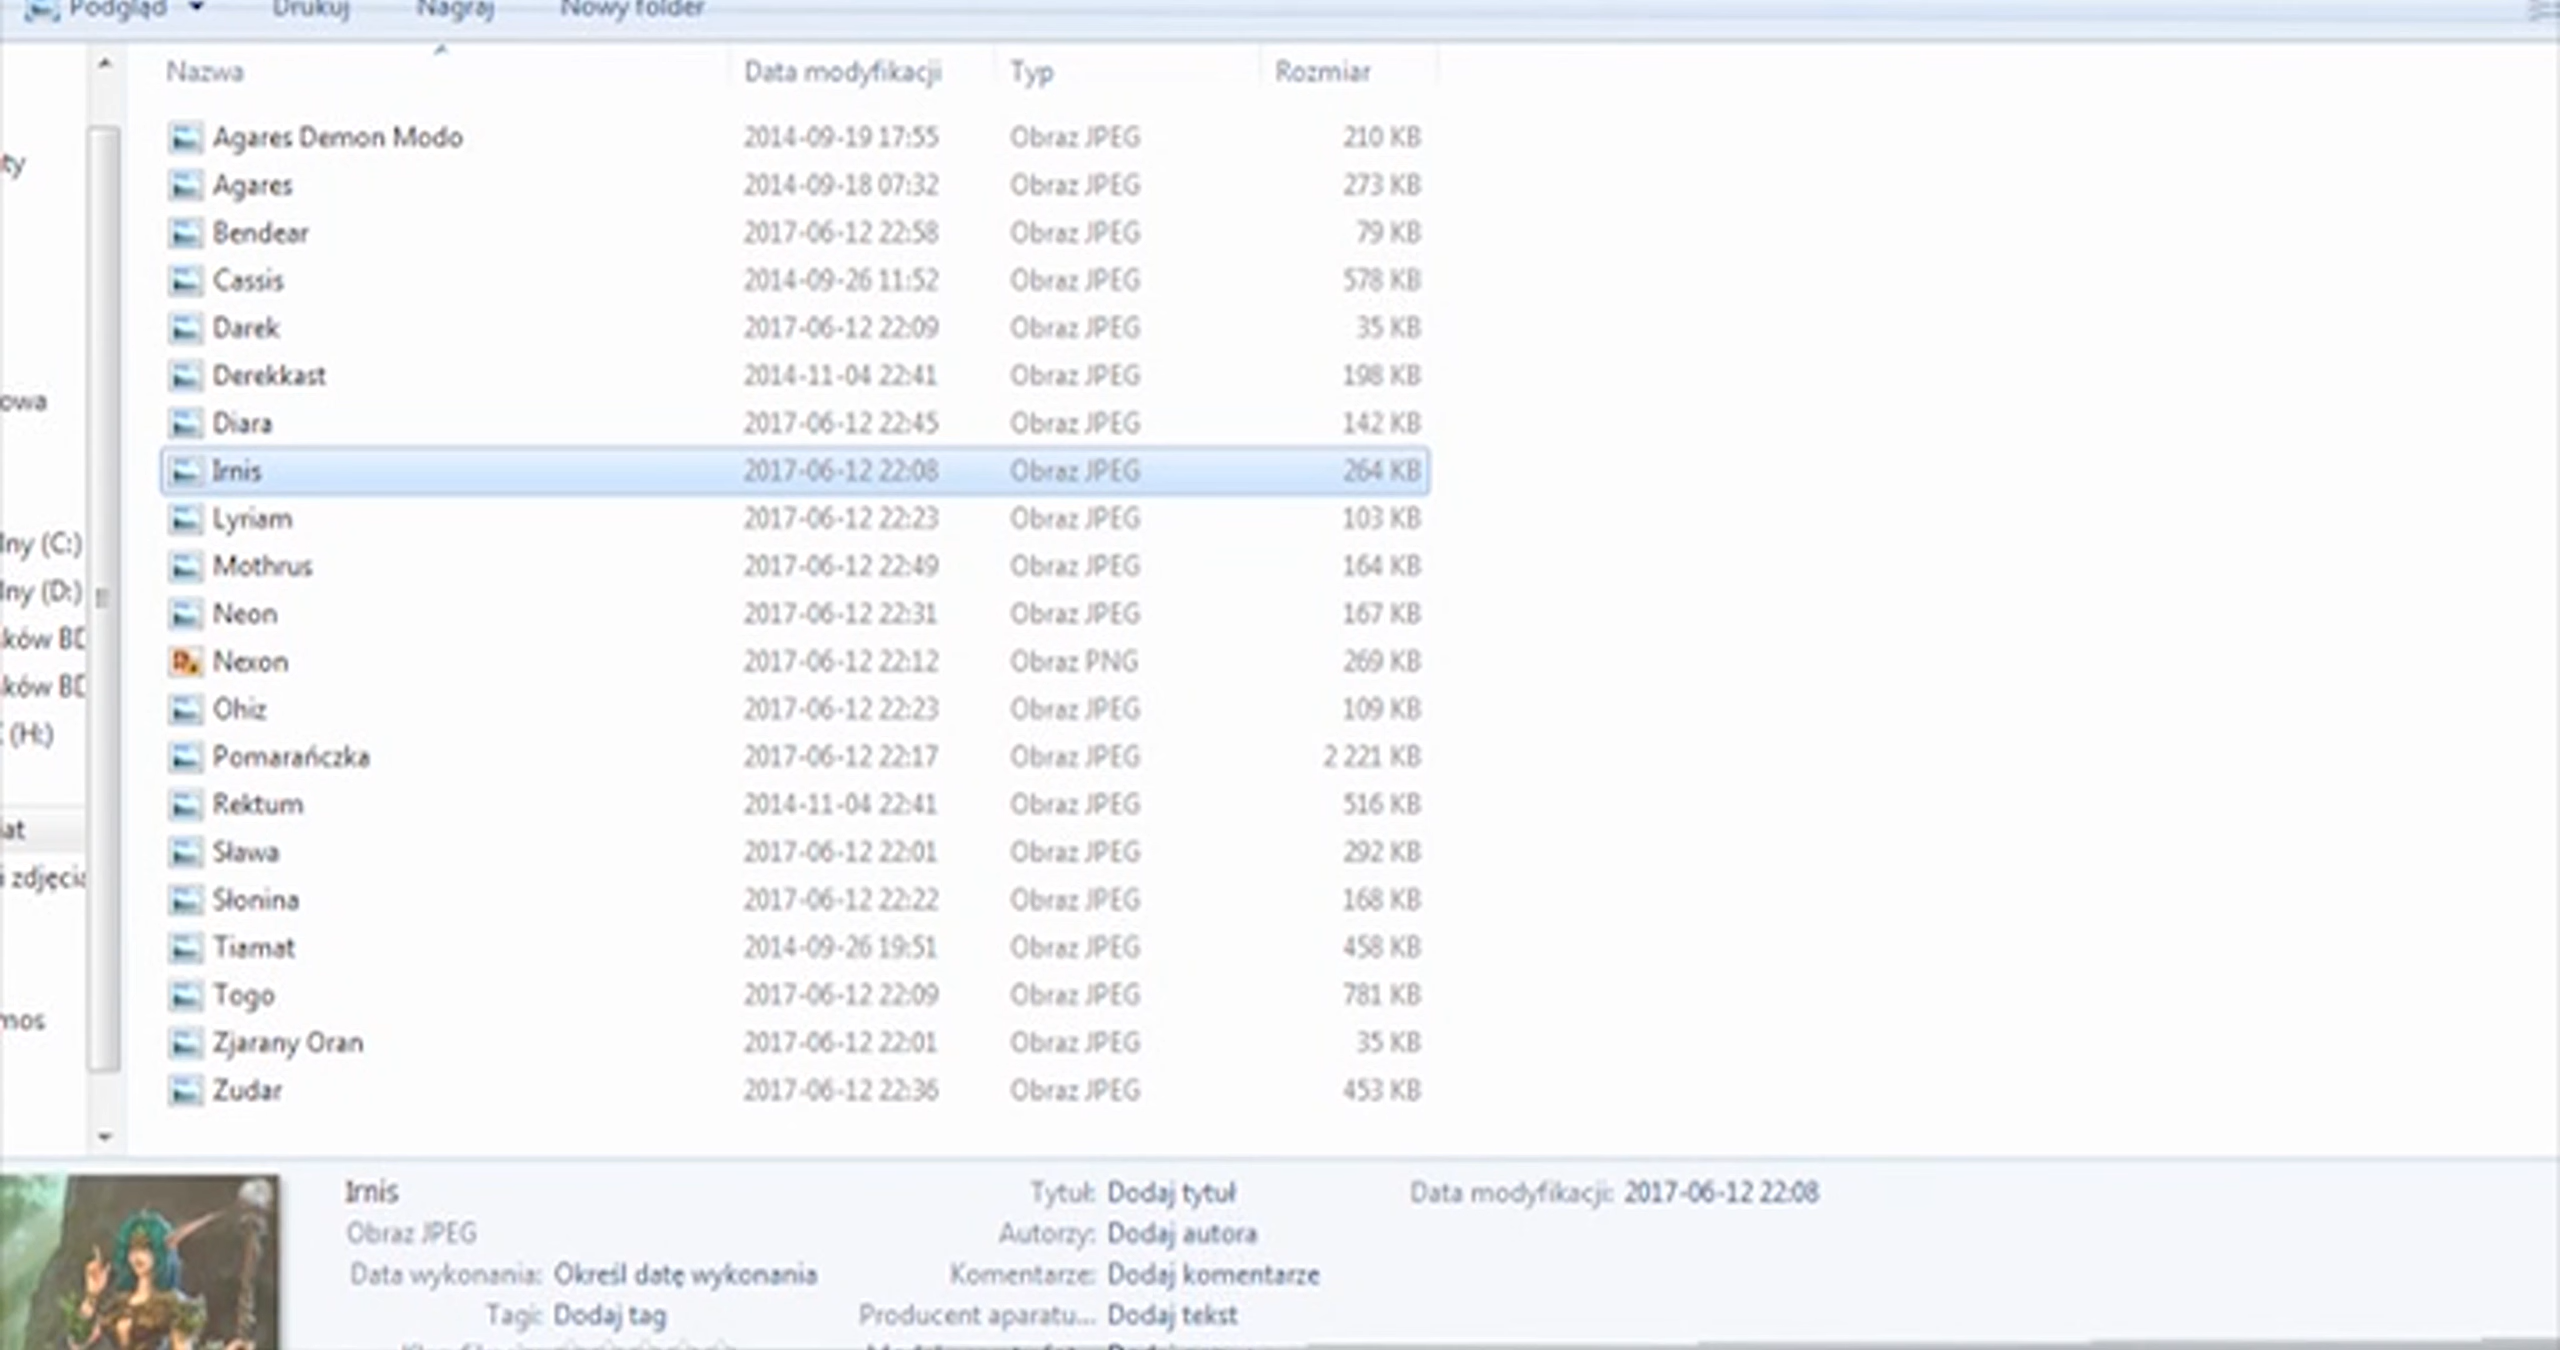 Podgląd Drukuj Nagraj Nowy folder
Nazwa Data modyfikacji Typ Rozmiar
Agares Demon Modo 2014-09-19 17:55 Obraz JPEG 210 KB
ty
Agares 2014-09-18 07:32 Obraz JPEG 273 KB
Bendear 2017-06-12 22:58 Obraz JPEG 79 KB
Cassis 2014-09-26 11:52 Obraz JPEG 578 KB
Darek 2017-06-12 22:09 Obraz JPEG 35 KB
Derekkast 2014-11-04 22:41 Obraz JPEG 198 KB
owa
Diara 2017-06-12 22:45 Obraz JPEG 142 KB
Irnis 2017-06-12 22:08 Obraz JPEG 264 KB
Lyriam 2017-06-12 22:23 Obraz JPEG 103 KB
lny (C:)
Mothrus 2017-06-12 22:49 Obraz JPEG 164 KB
lny (D:)
Neon 2017-06-12 22:31 Obraz JPEG 167 KB
ków BD
Nexon 2017-06-12 22:12 Obraz PNG 269 KB
ków BD
Ohiz 2017-06-12 22:23 Obraz JPEG 109 KB
(H:)
Pomarańczka 2017-06-12 22:17 Obraz JPEG 2 221 KB
Rektum 2014-11-04 22:41 Obraz JPEG 516 KB
iat
Sława 2017-06-12 22:01 Obraz JPEG 292 KB
i zdjęcia
Słonina 2017-06-12 22:22 Obraz JPEG 168 KB
Tiamat 2014-09-26 19:51 Obraz JPEG 458 KB
Togo 2017-06-12 22:09 Obraz JPEG 781 KB
mos
Zjarany Oran 2017-06-12 22:01 Obraz JPEG 35 KB
Zudar 2017-06-12 22:36 Obraz JPEG 453 KB
Irnis Tytuł: Dodaj tytuł Data modyfikacji: 2017-06-12 22:08
Obraz JPEG Autorzy: Dodaj autora
Data wykonania: Określ datę wykonania Komentarze: Dodaj komentarze
Tagi: Dodaj tag Producent aparatu... Dodaj tekst